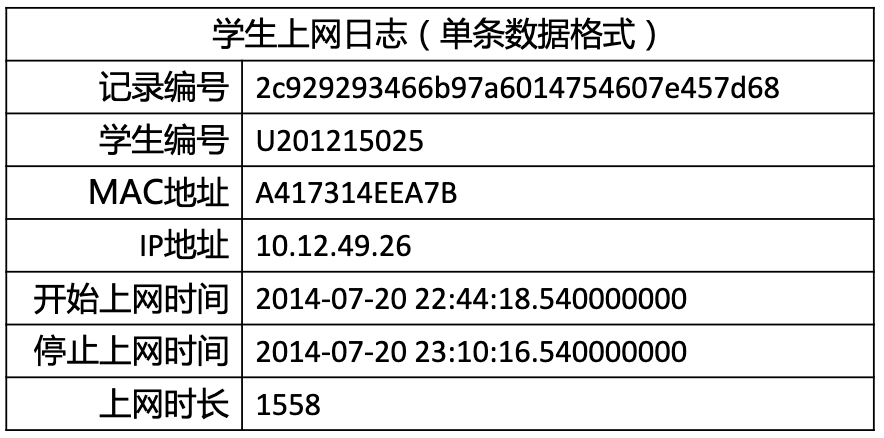 学生上网日志（单条数据格式）
记录编号 2c929293466b97a6014754607e457d68
学生编号 U201215025
MAC地址 A417314EEA7B
IP地址 10.12.49.26
开始上网时间 2014-07-20 22:44:18.540000000
停止上网时间 2014-07-20 23:10:16.540000000
上网时长 1558